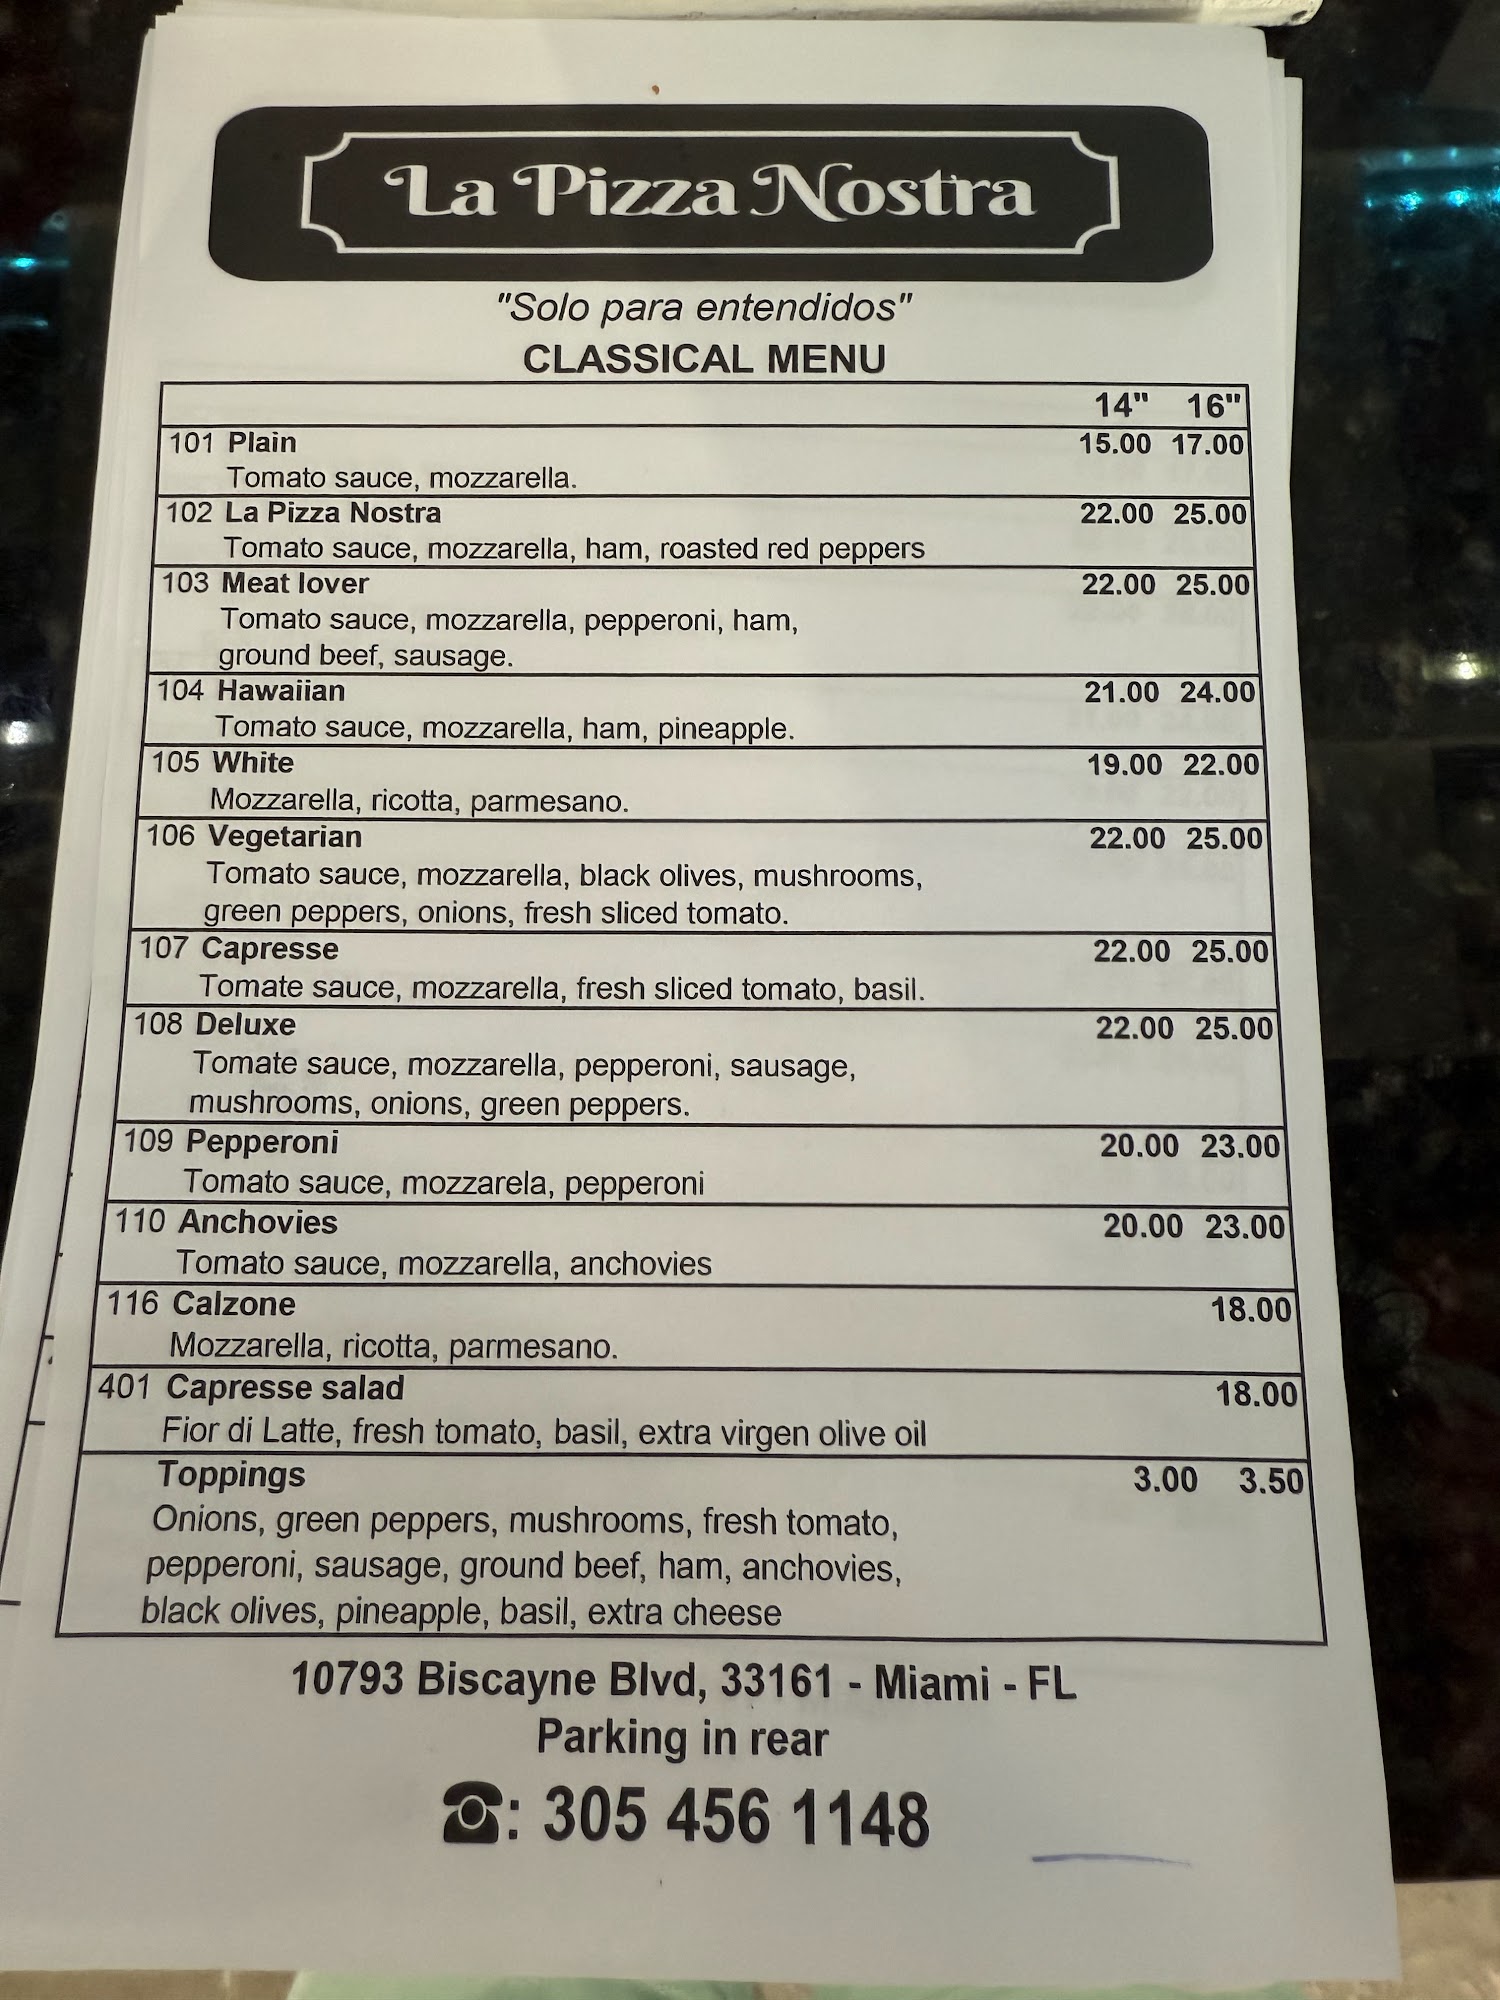 La Pizza Nostra
"Solo para entendidos"
CLASSICAL MENU
14" 16"
101 Plain 15.00 17.00
Tomato sauce, mozzarella.
102 La Pizza Nostra 22.00 25.00
Tomato sauce, mozzarella, ham, roasted red peppers
103 Meat lover 22.00 25.00
Tomato sauce, mozzarella, pepperoni, ham,
ground beef, sausage.
104 Hawaiian 21.00 24.00
Tomato sauce, mozzarella, ham, pineapple.
105 White 19.00 22.00
Mozzarella, ricotta, parmesano.
106 Vegetarian 22.00 25.00
Tomato sauce, mozzarella, black olives, mushrooms,
green peppers, onions, fresh sliced tomato.
107 Capresse 22.00 25.00
Tomate sauce, mozzarella, fresh sliced tomato, basil.
108 Deluxe 22.00 25.00
Tomate sauce, mozzarella, pepperoni, sausage,
mushrooms, onions, green peppers.
109 Pepperoni 20.00 23.00
Tomato sauce, mozzarela, pepperoni
110 Anchovies 20.00 23.00
Tomato sauce, mozzarella, anchovies
116 Calzone 18.00
Mozzarella, ricotta, parmesano.
401 Capresse salad 18.00
Fior di Latte, fresh tomato, basil, extra virgen olive oil
Toppings 3.00 3.50
Onions, green peppers, mushrooms, fresh tomato,
pepperoni, sausage, ground beef, ham, anchovies,
black olives, pineapple, basil, extra cheese
10793 Biscayne Blvd, 33161 - Miami - FL
Parking in rear
☎: 305 456 1148